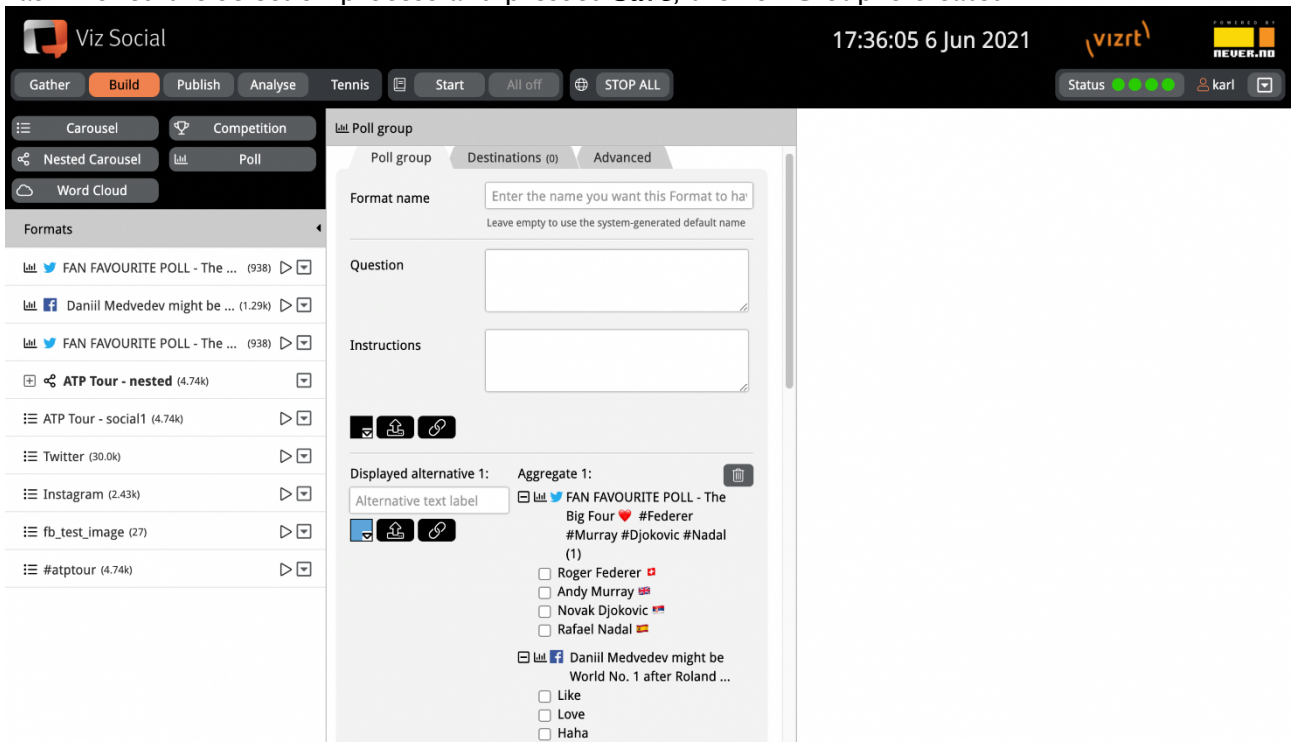 Viz Social
17:36:05 6 Jun 2021
vizrt
POWERED BY
NEVER.NO
Gather Build Publish Analyse Tennis Start All off STOP ALL
Status karl
Carousel Competition
Nested Carousel Poll
Word Cloud
Formats
FAN FAVOURITE POLL - The ... (938)
Daniil Medvedev might be ... (1.29k)
FAN FAVOURITE POLL - The ... (938)
ATP Tour - nested (4.74k)
ATP Tour - social1 (4.74k)
Twitter (30.0k)
Instagram (2.43k)
fb_test_image (27)
#atptour (4.74k)
Poll group
Poll group Destinations (0) Advanced
Format name Enter the name you want this Format to ha
Leave empty to use the system-generated default name
Question
Instructions
Displayed alternative 1: Aggregate 1:
Alternative text label
FAN FAVOURITE POLL - The
Big Four ❤️ #Federer
#Murray #Djokovic #Nadal
(1)
Roger Federer 🇨🇭
Andy Murray 🇬🇧
Novak Djokovic 🇷🇸
Rafael Nadal 🇪🇸
Daniil Medvedev might be
World No. 1 after Roland ...
Like
Love
Haha